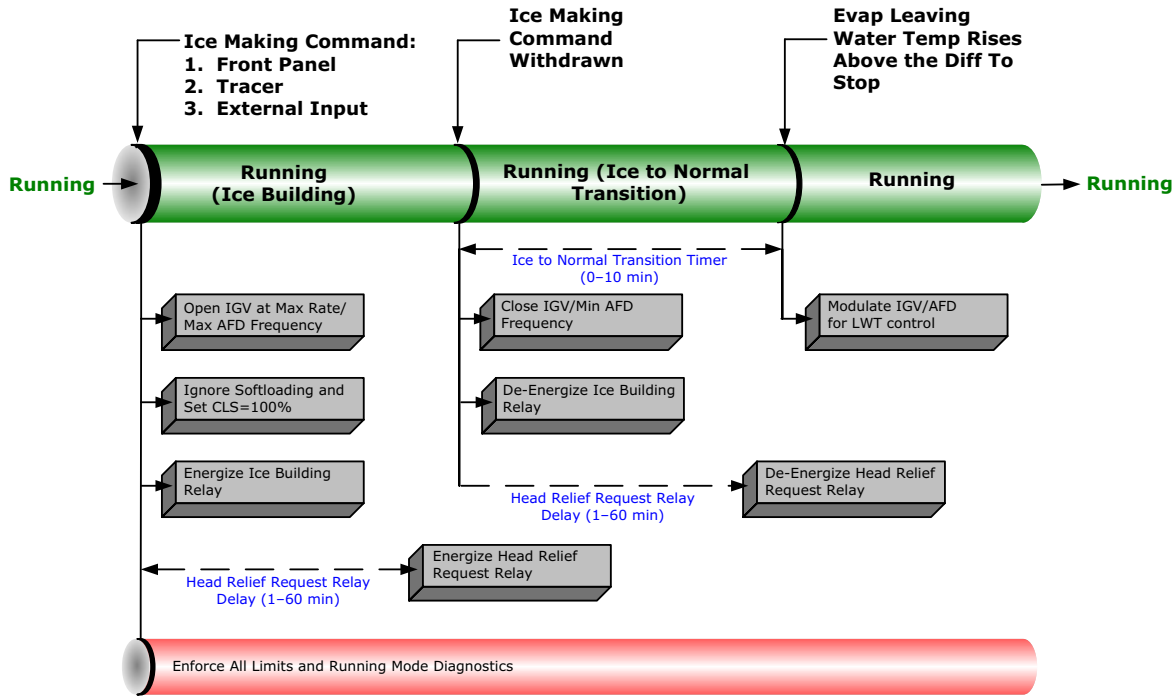 Ice Making Command:
1. Front Panel
2. Tracer
3. External Input
Ice Making
Command
Withdrawn
Evap Leaving
Water Temp Rises
Above the Diff To
Stop
Running
Running
(Ice Building)
Running (Ice to Normal
Transition)
Running
Running
Ice to Normal Transition Timer
(0–10 min)
Open IGV at Max Rate/
Max AFD Frequency
Close IGV/Min AFD
Frequency
Modulate IGV/AFD
for LWT control
Ignore Softloading and
Set CLS=100%
De-Energize Ice Building
Relay
Energize Ice Building
Relay
Head Relief Request Relay
Delay (1–60 min)
De-Energize Head Relief
Request Relay
Head Relief Request Relay
Delay (1–60 min)
Energize Head Relief
Request Relay
Enforce All Limits and Running Mode Diagnostics